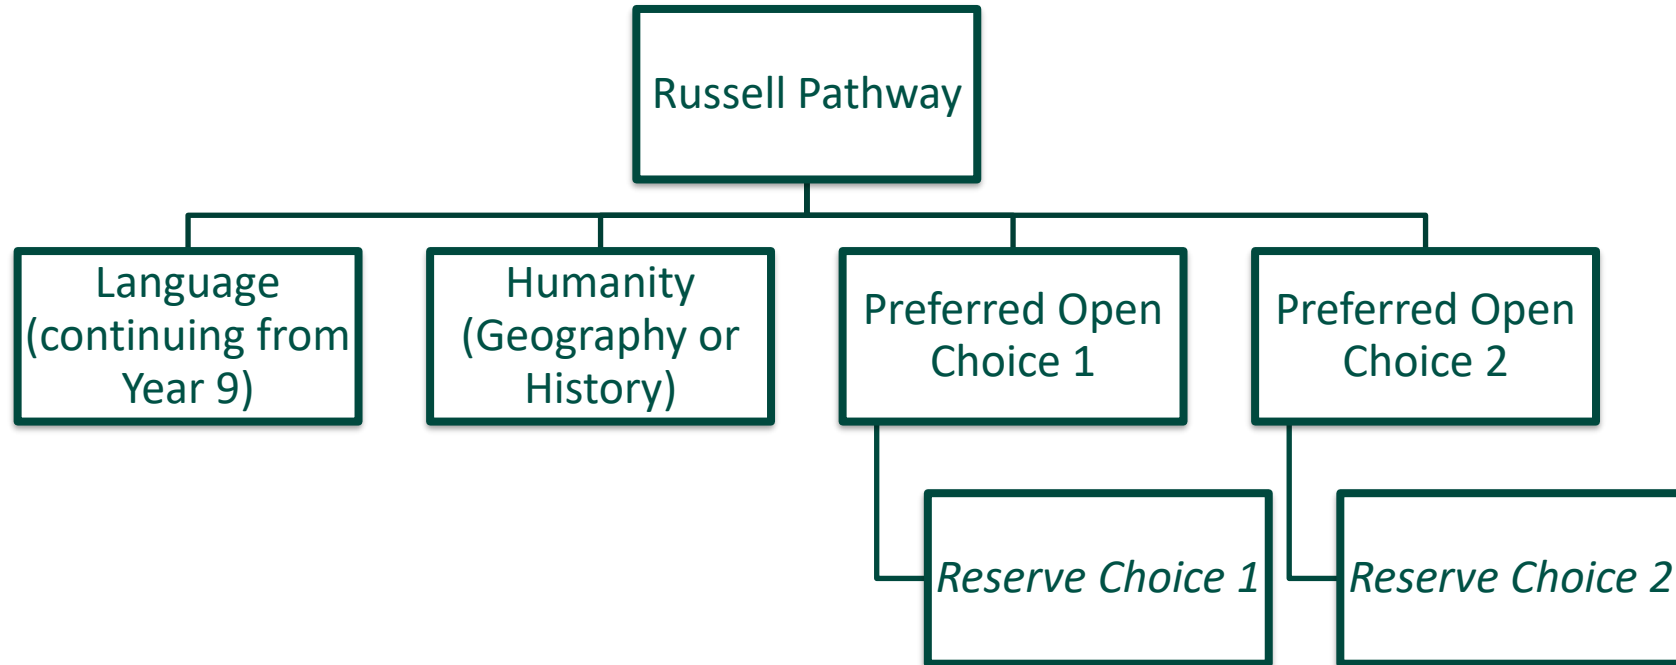 Russell Pathway
Language
(continuing from
Year 9)
Humanity
(Geography or
History)
Preferred Open
Choice 1
Preferred Open
Choice 2
Reserve Choice 1
Reserve Choice 2